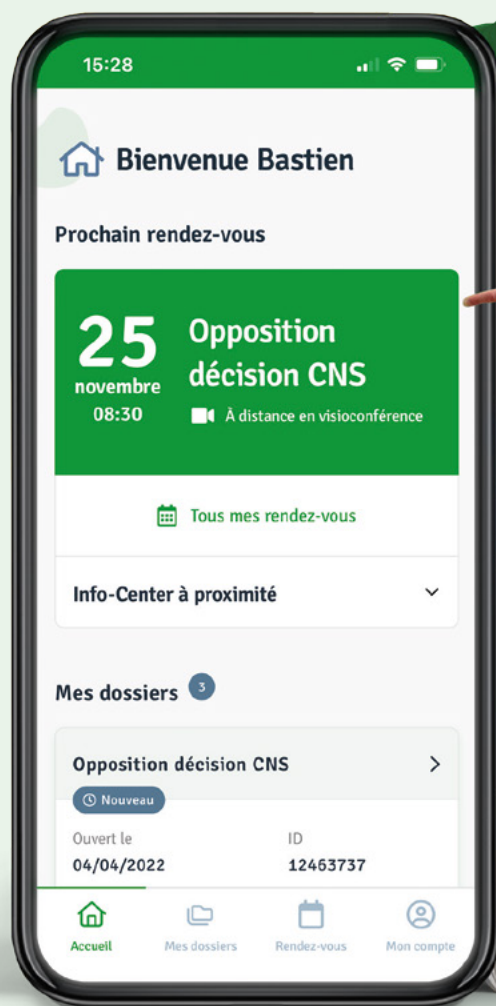 15:28
Bienvenue Bastien
Prochain rendez-vous
25
novembre
08:30
Opposition
décision CNS
À distance en visioconférence
Tous mes rendez-vous
Info-Center à proximité
Mes dossiers 3
Opposition décision CNS
Nouveau
Ouvert le
04/04/2022
ID
12463737
Accueil
Mes dossiers
Rendez-vous
Mon compte